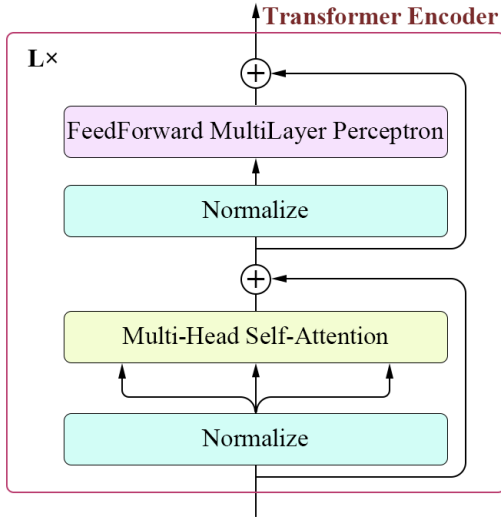 Transformer Encoder
L×
FeedForward MultiLayer Perceptron
Normalize
Multi-Head Self-Attention
Normalize